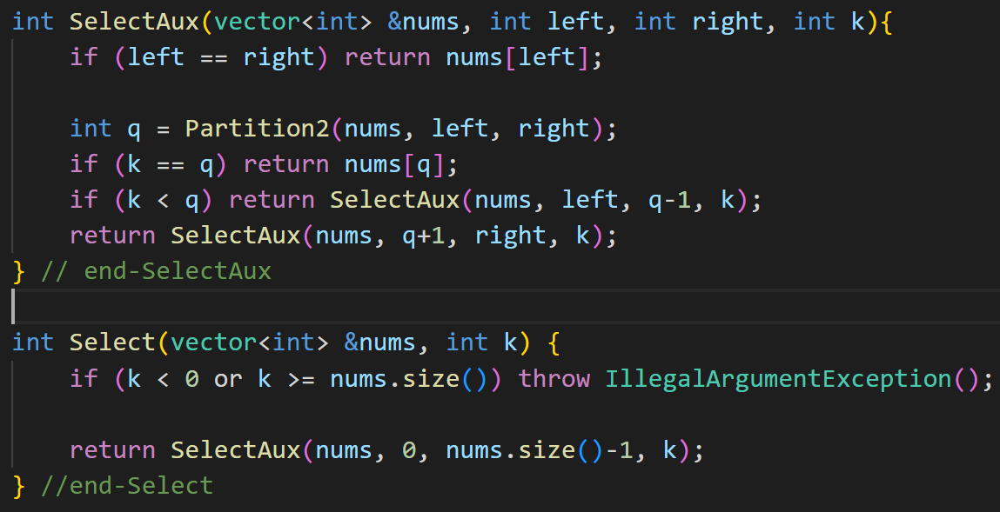 int SelectAux(vector<int> &nums, int left, int right, int k){
    if (left == right) return nums[left];

    int q = Partition2(nums, left, right);
    if (k == q) return nums[q];
    if (k < q) return SelectAux(nums, left, q-1, k);
    return SelectAux(nums, q+1, right, k);
} // end-SelectAux

int Select(vector<int> &nums, int k) {
    if (k < 0 or k >= nums.size()) throw IllegalArgumentException();

    return SelectAux(nums, 0, nums.size()-1, k);
} //end-Select